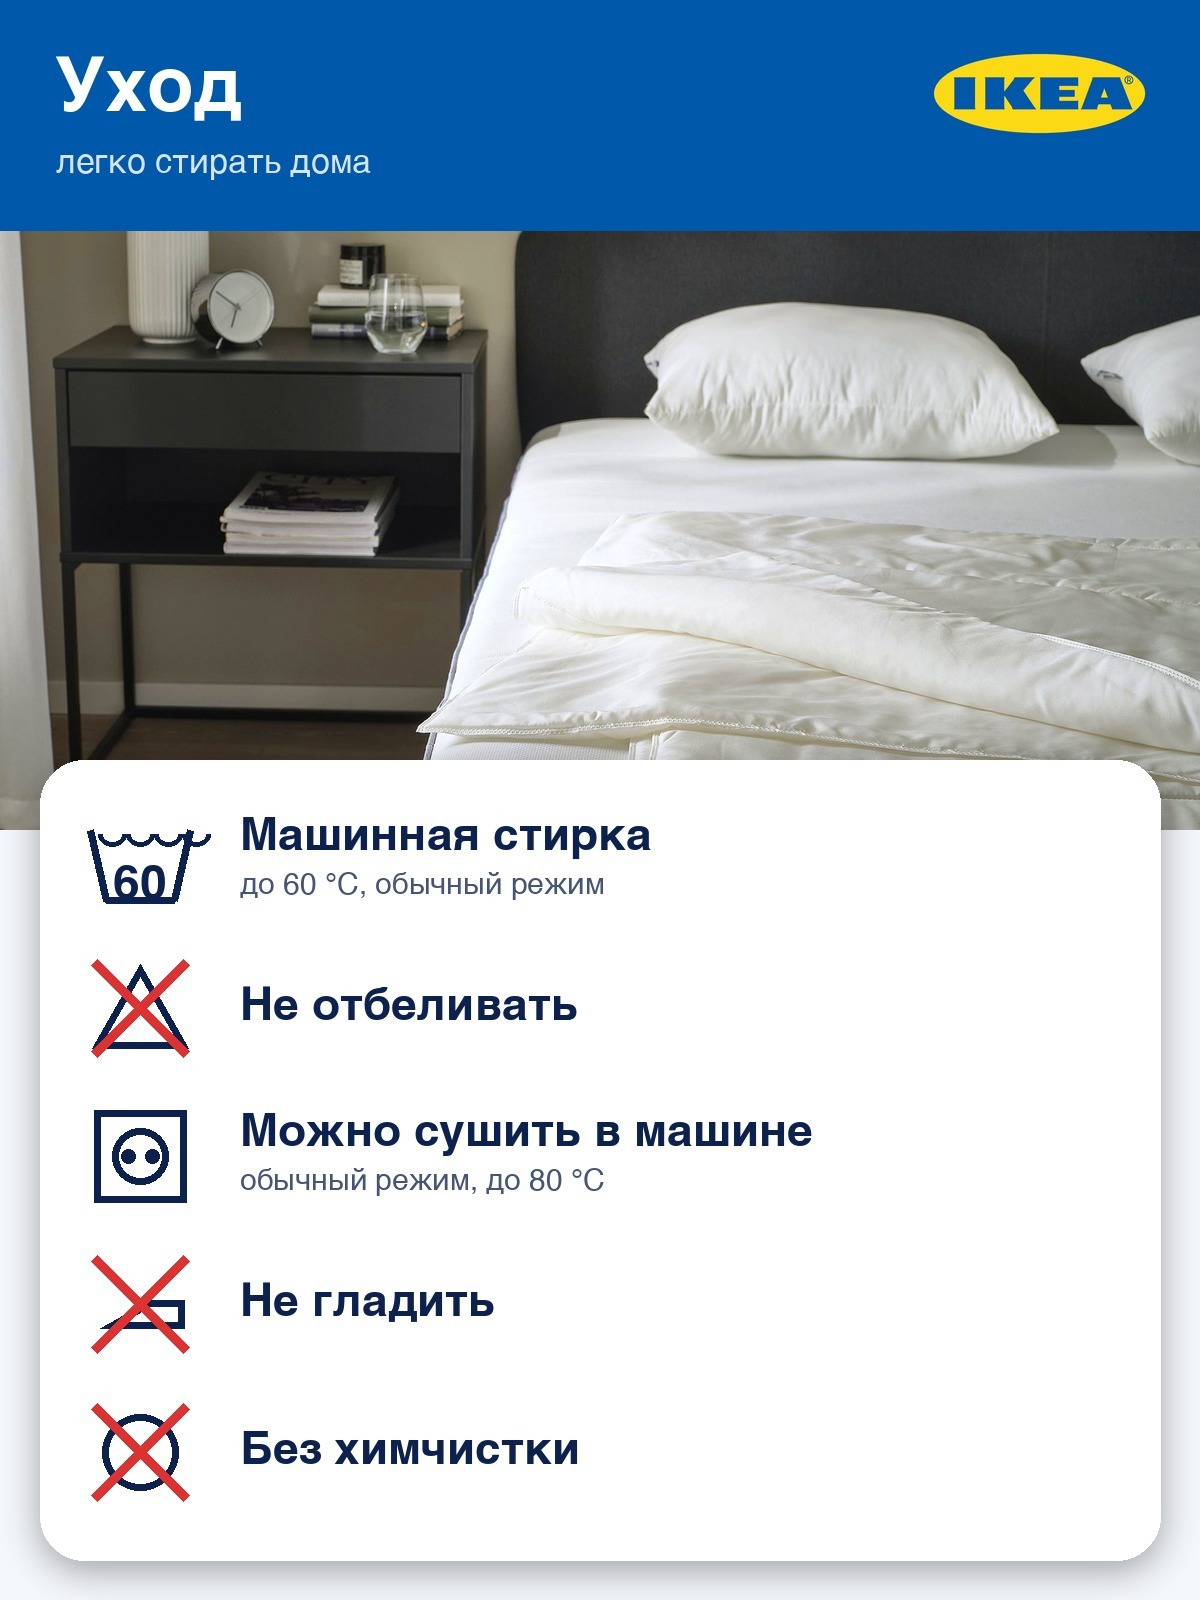 Уход
легко стирать дома
IKEA®
CITY
Машинная стирка
60
до 60 °C, обычный режим
Не отбеливать
Можно сушить в машине
обычный режим, до 80 °C
Не гладить
Без химчистки